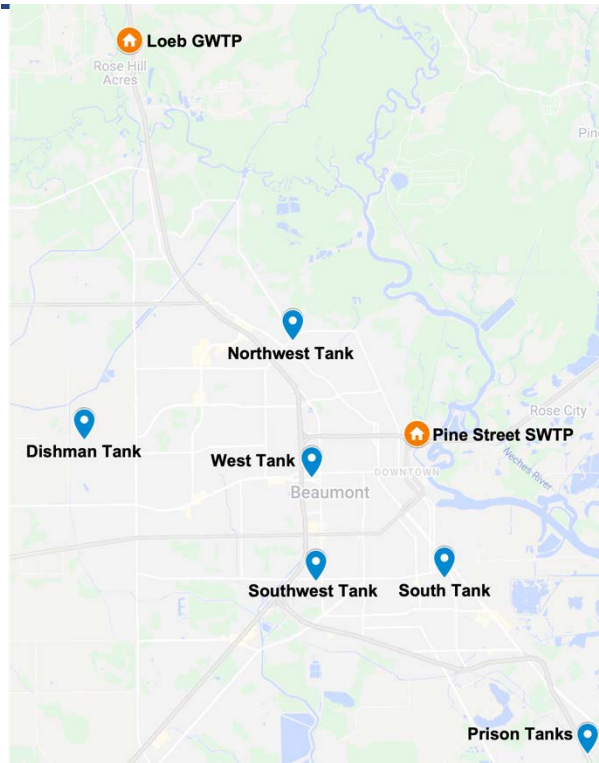 Loeb GWTP
Rose Hill
Acres
Northwest Tank
Rose City
Pine Street SWTP
Dishman Tank
West Tank
DOWNTOWN
Neches River
Beaumont
Southwest Tank
South Tank
Prison Tanks